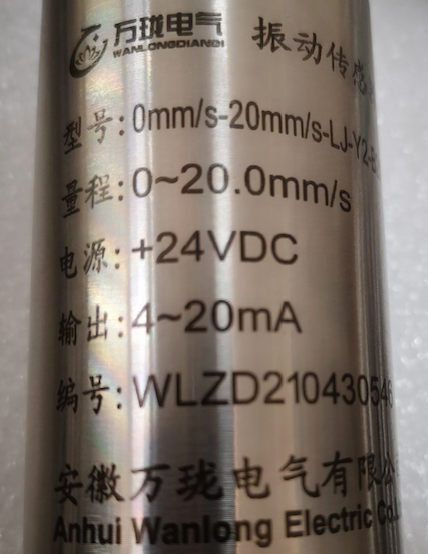 万珑电气 振动传感
WANLONGDIANQI
型号:0mm/s-20mm/s-LJ-Y2-
量程:0~20.0mm/s
电源:+24VDC
输出:4~20mA
编号:WLZD210430546
安徽万珑电气有限公
Anhui Wanlong Electric Co.